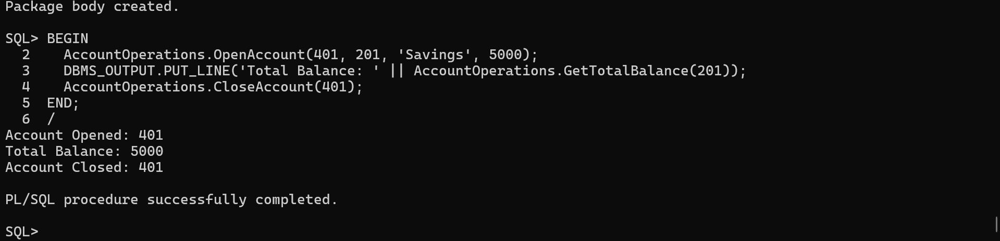 Package body created.
SQL> BEGIN
  2    AccountOperations.OpenAccount(401, 201, 'Savings', 5000);
  3    DBMS_OUTPUT.PUT_LINE('Total Balance: ' || AccountOperations.GetTotalBalance(201));
  4    AccountOperations.CloseAccount(401);
  5  END;
  6  /
Account Opened: 401
Total Balance: 5000
Account Closed: 401
PL/SQL procedure successfully completed.
SQL>